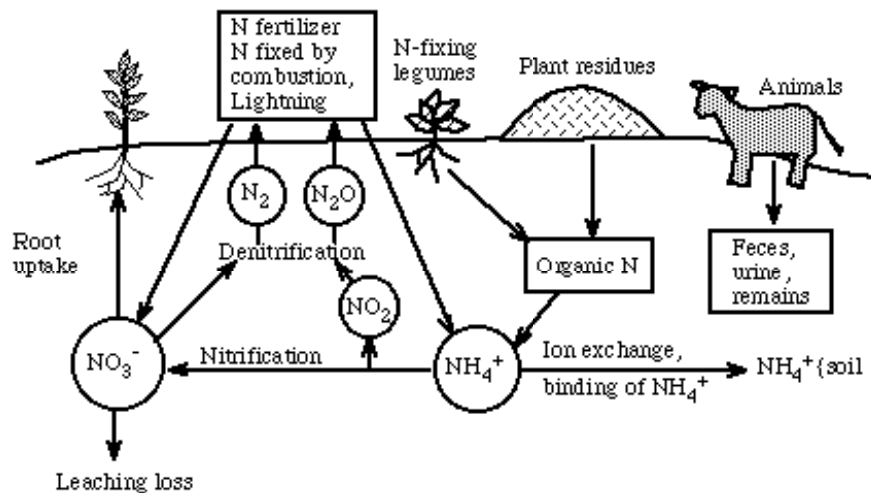 N fertilizer
N fixed by
combustion,
Lightning
N-fixing
legumes
Plant residues
Animals
N₂
N₂O
Root
uptake
Denitrification
NO₂
Organic N
Feces,
urine,
remains
NO₃⁻
Nitrification
NH₄⁺
Ion exchange,
binding of NH₄⁺
NH₄⁺{soil
Leaching loss